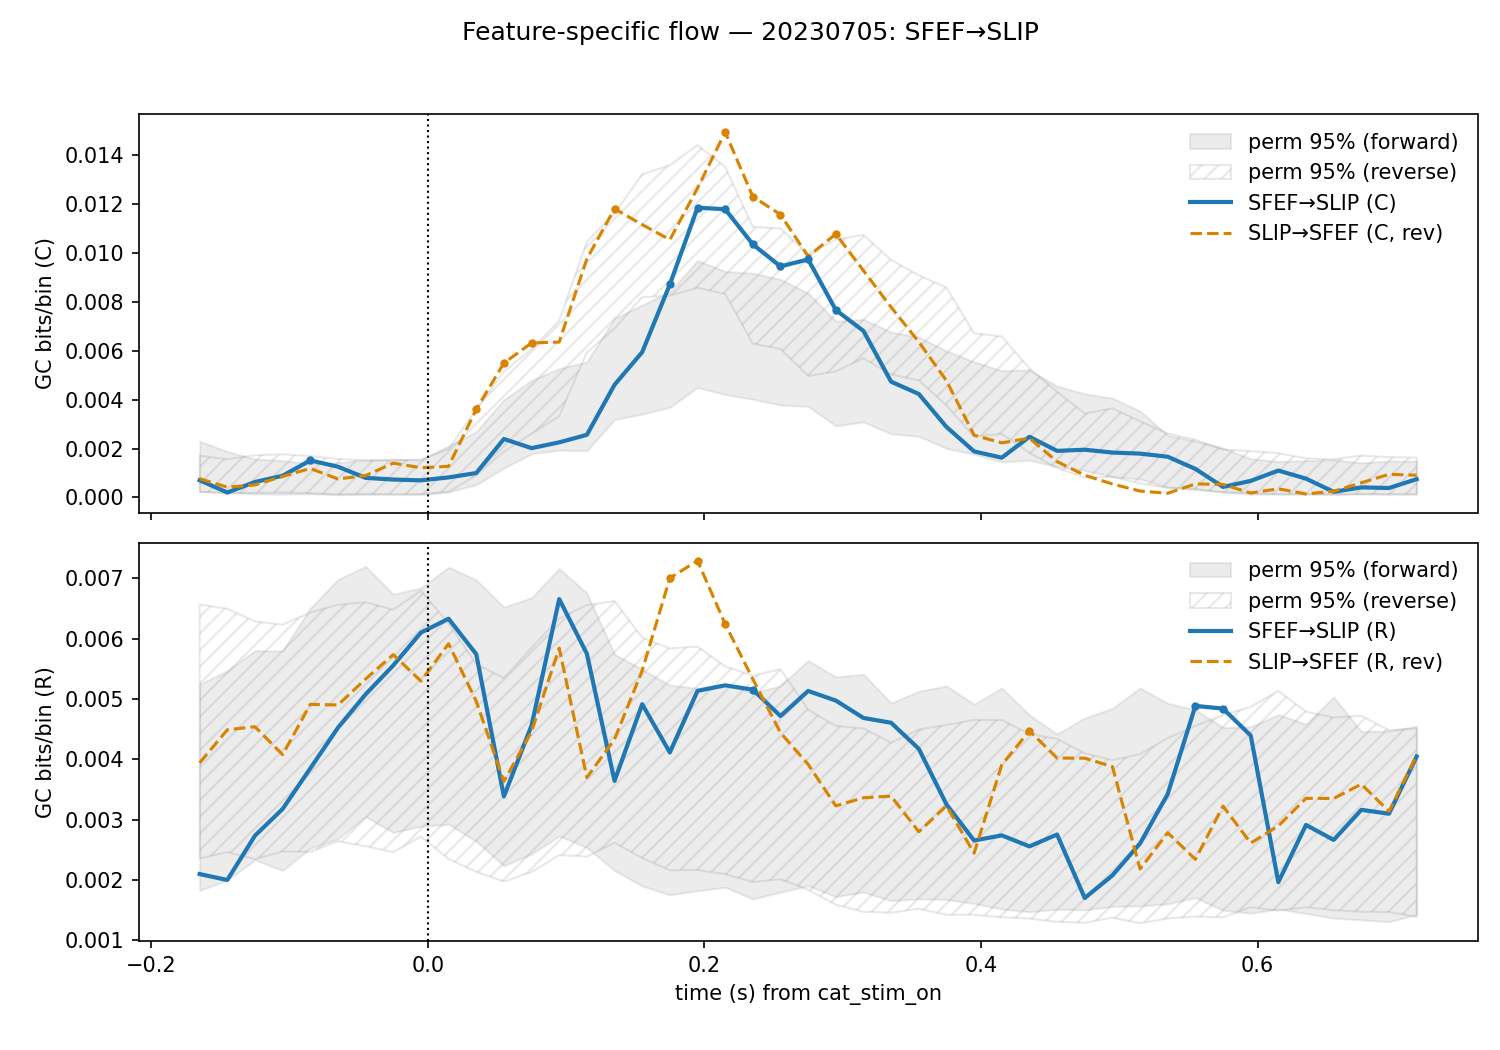 Feature-specific flow — 20230705: SFEF→SLIP
GC bits/bin (C)
0.014
0.012
0.010
0.008
0.006
0.004
0.002
0.000
perm 95% (forward)
perm 95% (reverse)
SFEF→SLIP (C)
SLIP→SFEF (C, rev)
GC bits/bin (R)
0.007
0.006
0.005
0.004
0.003
0.002
0.001
perm 95% (forward)
perm 95% (reverse)
SFEF→SLIP (R)
SLIP→SFEF (R, rev)
−0.2 0.0 0.2 0.4 0.6
time (s) from cat_stim_on